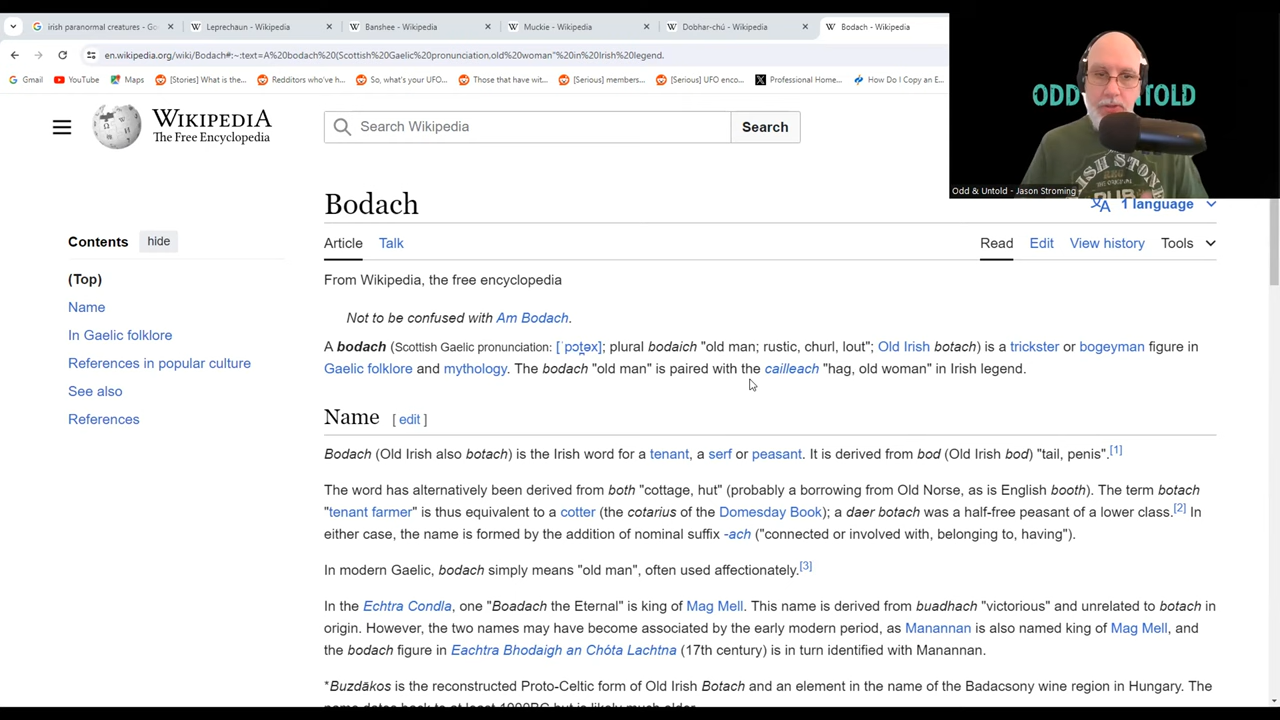 irish paranormal creatures - Go
Leprechaun - Wikipedia
Banshee - Wikipedia
Muckie - Wikipedia
Dobhar-chú - Wikipedia
Bodach - Wikipedia
en.wikipedia.org/wiki/Bodach#:~:text=A%20bodach%20(Scottish%20Gaelic%20pronunciation,old%20woman"%20in%20Irish%20legend.
Gmail
YouTube
Maps
[Stories] What is the...
Redditors who've h...
So, what's your UFO...
Those that have wit...
[Serious] members...
[Serious] UFO enco...
Professional Home...
How Do I Copy an E...
Odd & Untold - Jason Stroming
WIKIPEDIA
The Free Encyclopedia
Search Wikipedia
Search
Bodach
1 language
Contents hide
Article Talk
Read Edit View history Tools
(Top)
Name
In Gaelic folklore
References in popular culture
See also
References
From Wikipedia, the free encyclopedia
Not to be confused with Am Bodach.
A bodach (Scottish Gaelic pronunciation: [ˈpɔt̪əx]; plural bodaich "old man; rustic, churl, lout"; Old Irish botach) is a trickster or bogeyman figure in
Gaelic folklore and mythology. The bodach "old man" is paired with the cailleach "hag, old woman" in Irish legend.
Name [ edit ]
Bodach (Old Irish also botach) is the Irish word for a tenant, a serf or peasant. It is derived from bod (Old Irish bod) "tail, penis".[1]
The word has alternatively been derived from both "cottage, hut" (probably a borrowing from Old Norse, as is English booth). The term botach
"tenant farmer" is thus equivalent to a cotter (the cotarius of the Domesday Book); a daer botach was a half-free peasant of a lower class.[2] In
either case, the name is formed by the addition of nominal suffix -ach ("connected or involved with, belonging to, having").
In modern Gaelic, bodach simply means "old man", often used affectionately.[3]
In the Echtra Condla, one "Boadach the Eternal" is king of Mag Mell. This name is derived from buadhach "victorious" and unrelated to botach in
origin. However, the two names may have become associated by the early modern period, as Manannan is also named king of Mag Mell, and
the bodach figure in Eachtra Bhodaigh an Chóta Lachtna (17th century) is in turn identified with Manannan.
*Buzdākos is the reconstructed Proto-Celtic form of Old Irish Botach and an element in the name of the Badacsony wine region in Hungary. The
name dates back to at least 1000BC but is likely much older.